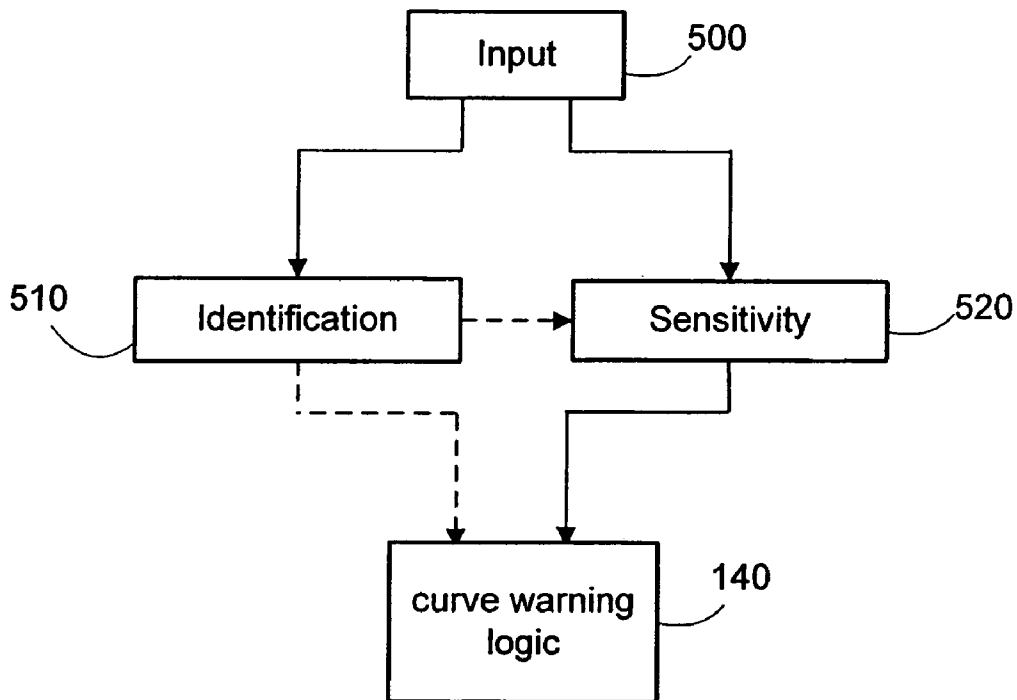 Input
500
510
Identification
Sensitivity
520
curve warning
logic
140